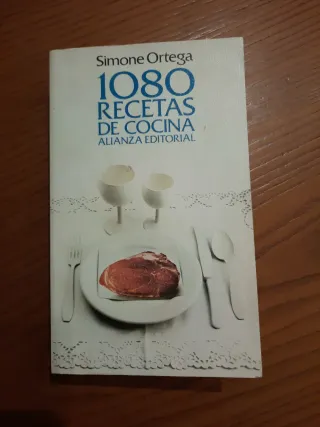 Simone Ortega
1080
RECETAS
DE COCINA
ALIANZA EDITORIAL